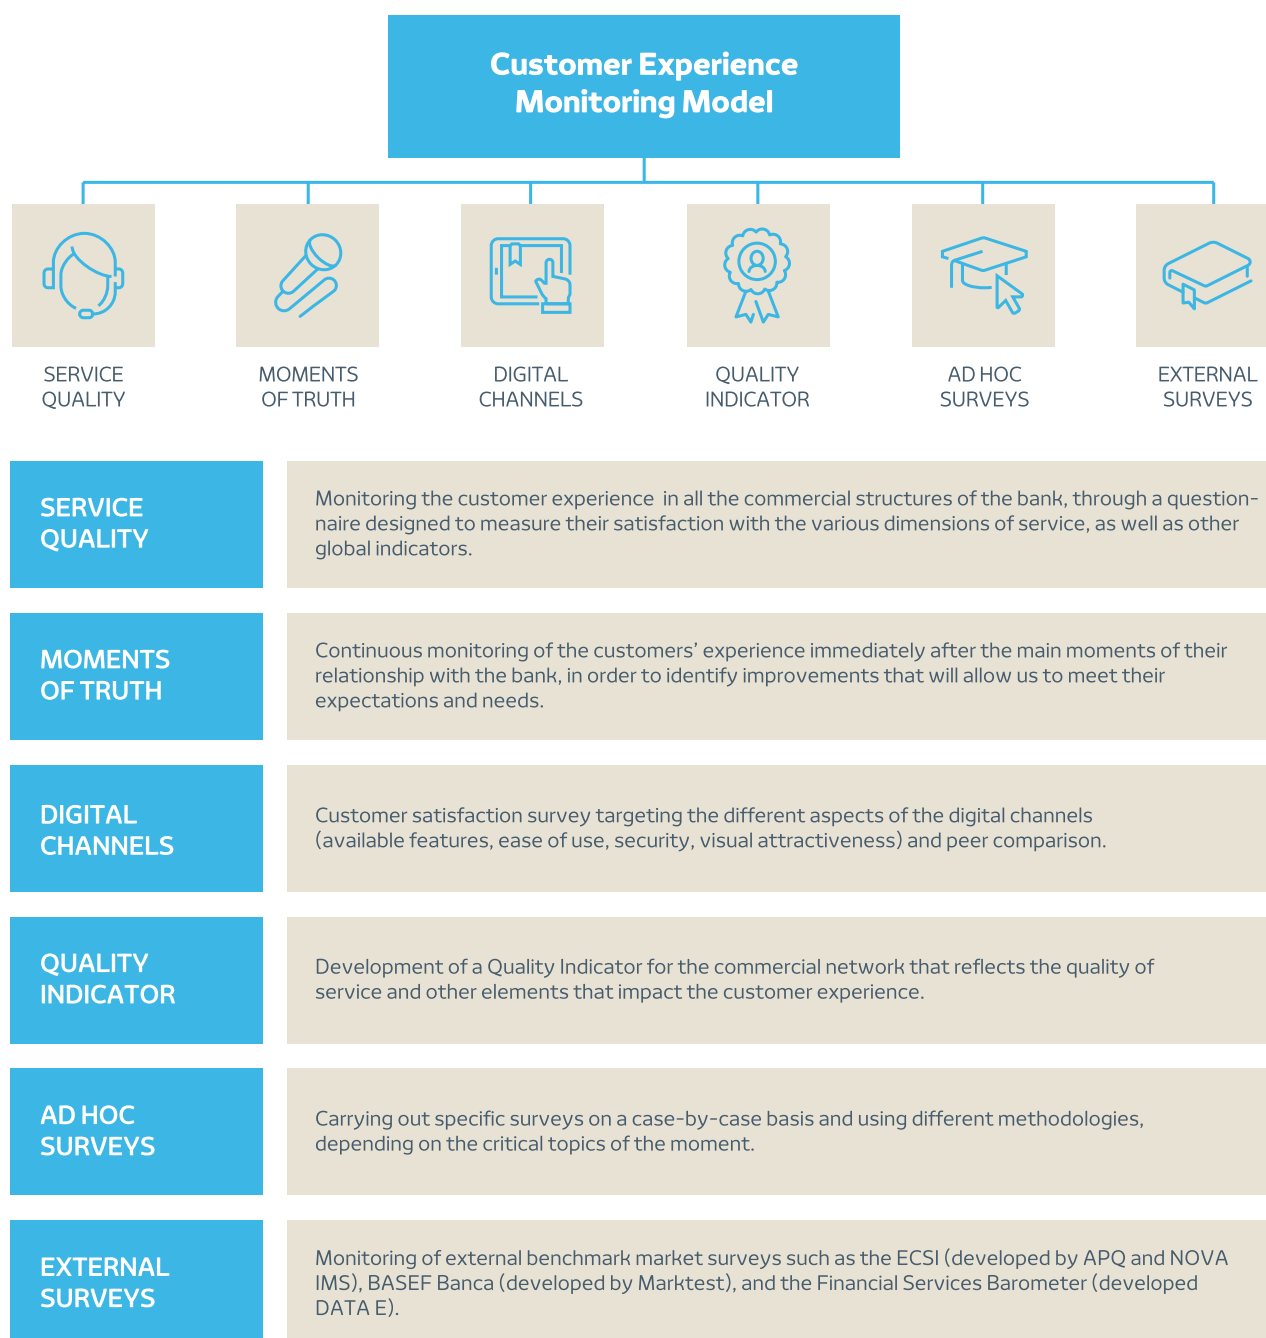 Customer Experience
Monitoring Model
SERVICE
QUALITY
MOMENTS
OF TRUTH
DIGITAL
CHANNELS
QUALITY
INDICATOR
AD HOC
SURVEYS
EXTERNAL
SURVEYS
SERVICE
QUALITY
Monitoring the customer experience in all the commercial structures of the bank, through a question-
naire designed to measure their satisfaction with the various dimensions of service, as well as other
global indicators.
MOMENTS
OF TRUTH
Continuous monitoring of the customers’ experience immediately after the main moments of their
relationship with the bank, in order to identify improvements that will allow us to meet their
expectations and needs.
DIGITAL
CHANNELS
Customer satisfaction survey targeting the different aspects of the digital channels
(available features, ease of use, security, visual attractiveness) and peer comparison.
QUALITY
INDICATOR
Development of a Quality Indicator for the commercial network that reflects the quality of
service and other elements that impact the customer experience.
AD HOC
SURVEYS
Carrying out specific surveys on a case-by-case basis and using different methodologies,
depending on the critical topics of the moment.
EXTERNAL
SURVEYS
Monitoring of external benchmark market surveys such as the ECSI (developed by APQ and NOVA
IMS), BASEF Banca (developed by Marktest), and the Financial Services Barometer (developed
DATA E).